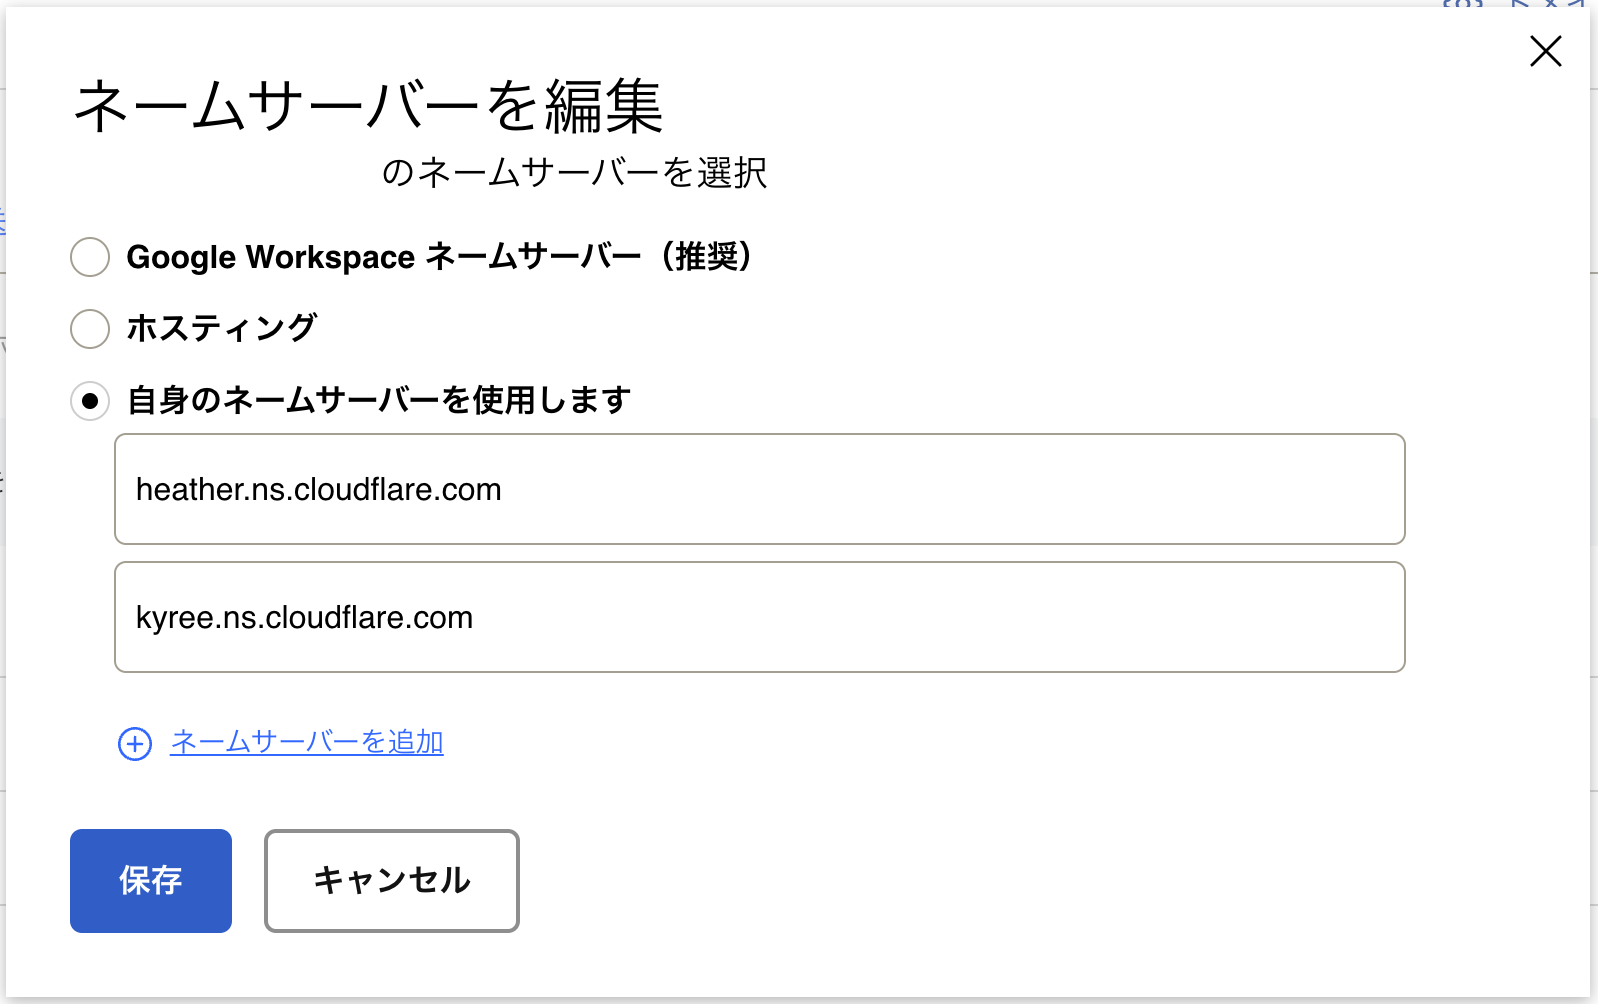 ネームサーバーを編集
のネームサーバーを選択
Google Workspace ネームサーバー（推奨）
ホスティング
自身のネームサーバーを使用します
heather.ns.cloudflare.com
kyree.ns.cloudflare.com
ネームサーバーを追加
保存
キャンセル